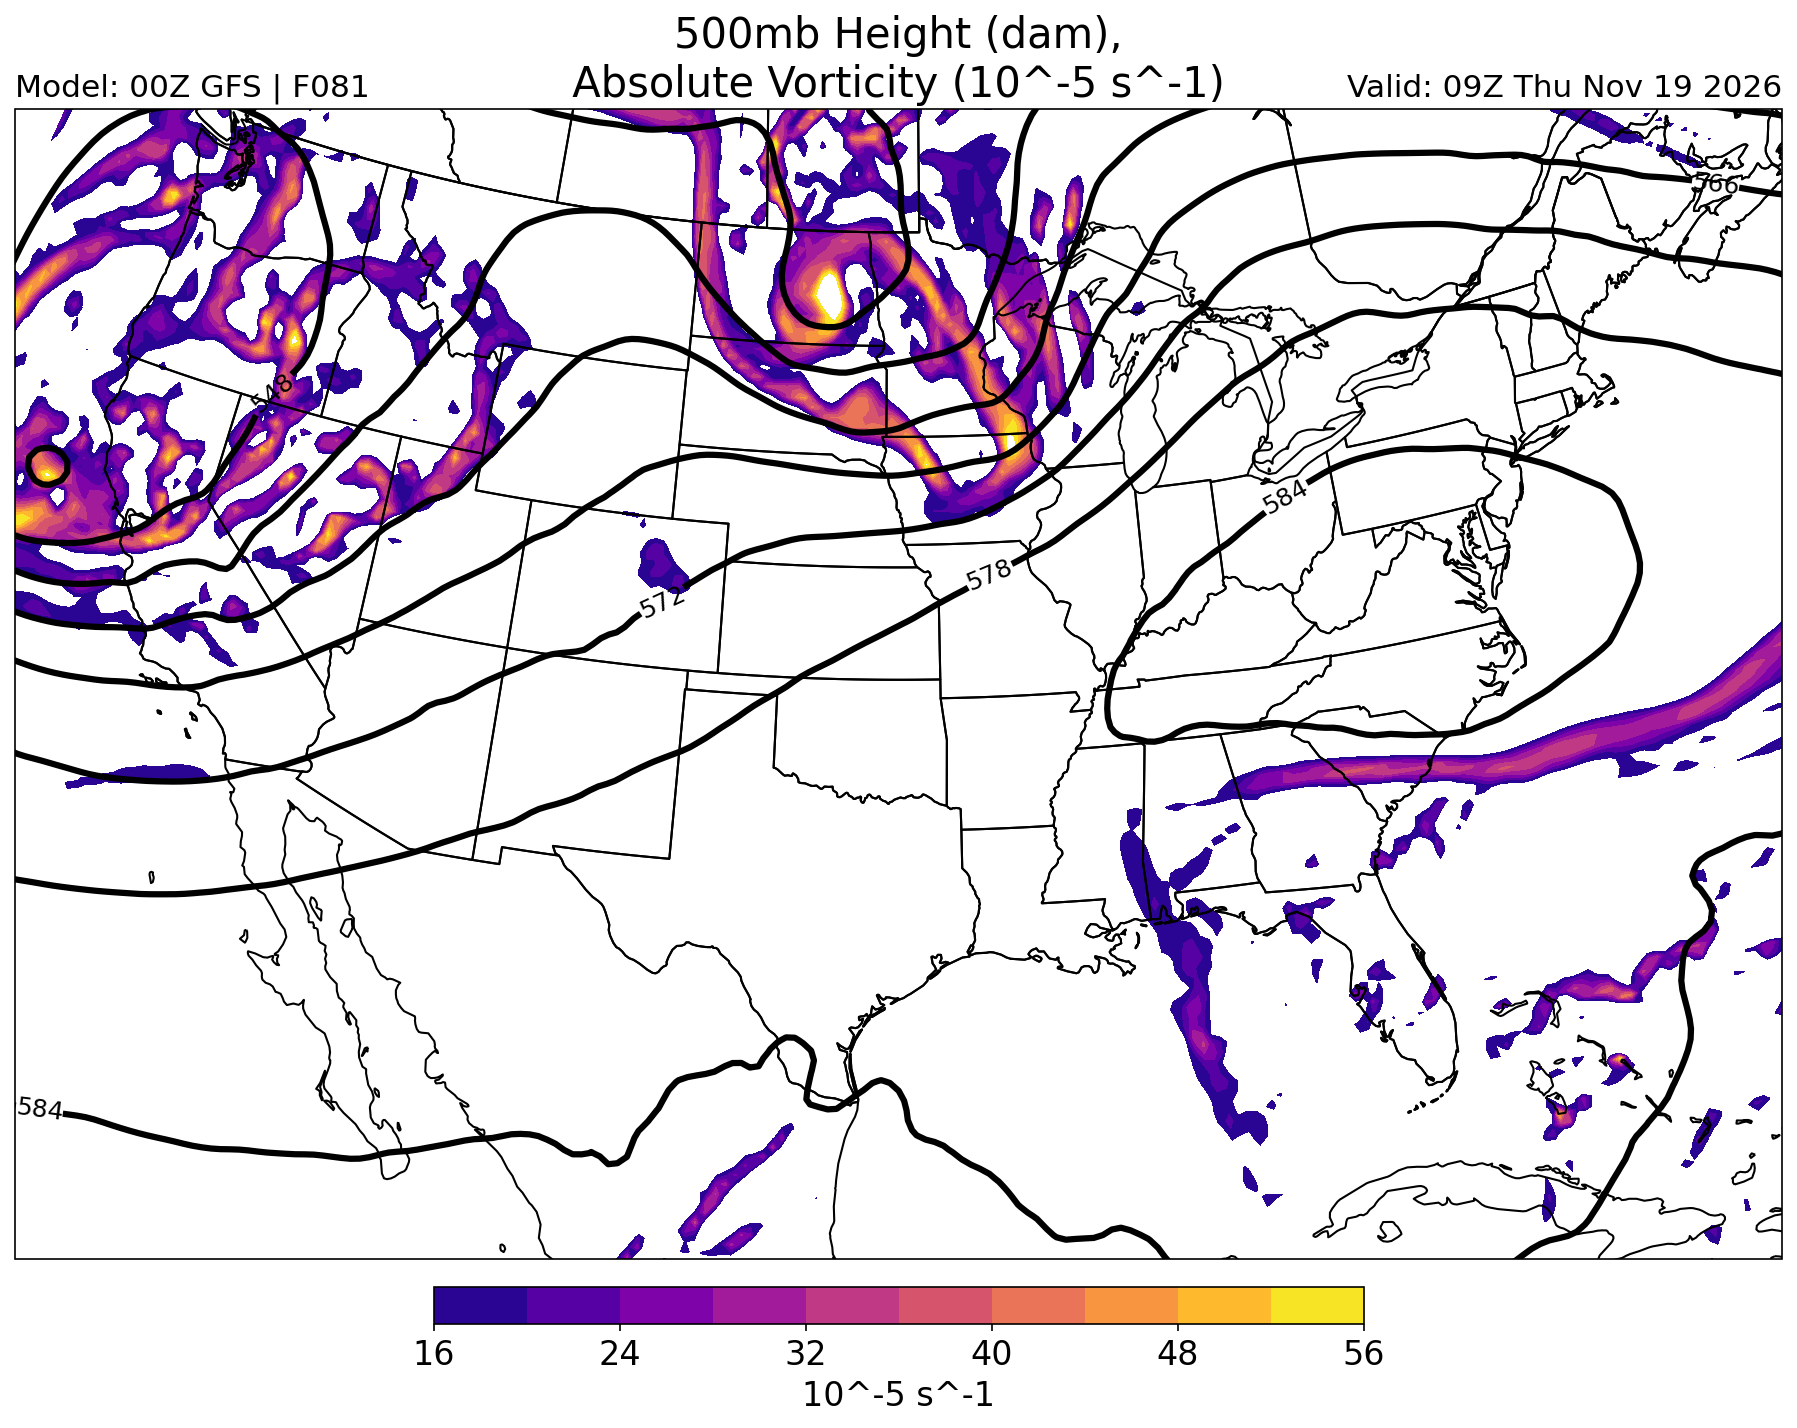 500mb Height (dam),
Absolute Vorticity (10^-5 s^-1)
Model: 00Z GFS | F081
Valid: 09Z Thu Nov 19 2026
566
548
584
578
572
584
16 24 32 40 48 56
10^-5 s^-1